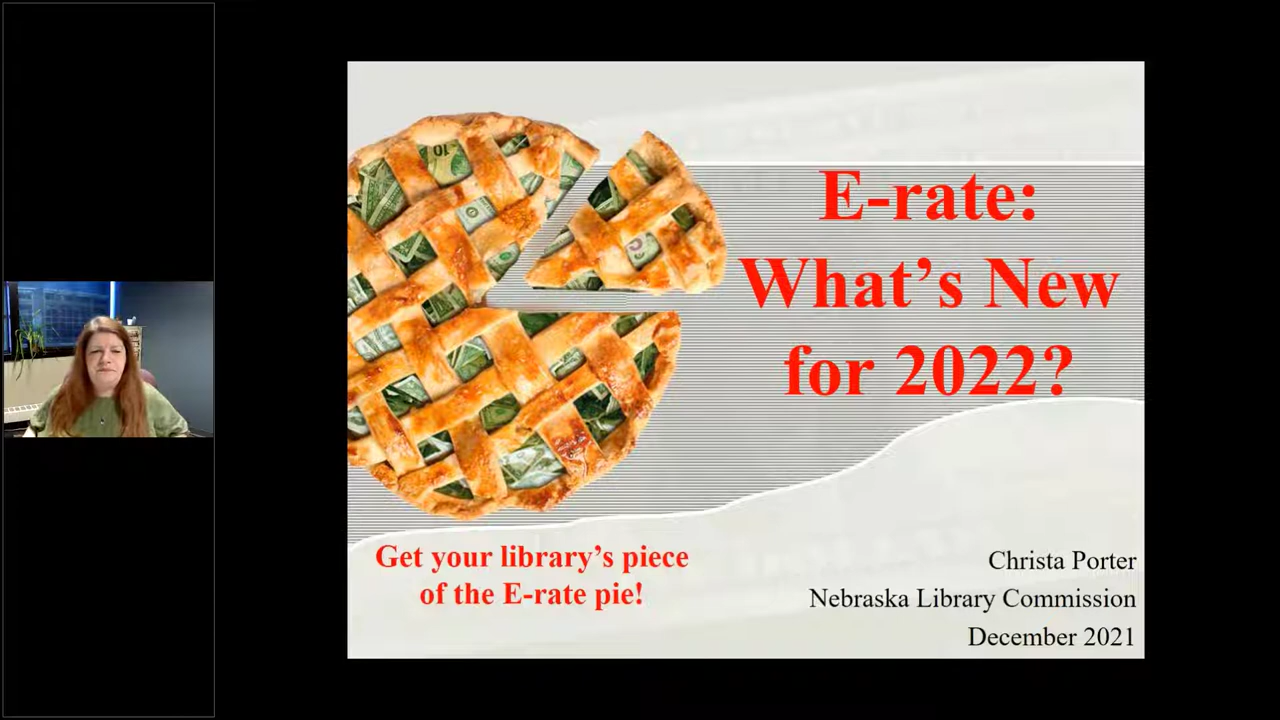 E-rate:
What's New
for 2022?
Get your library's piece
of the E-rate pie!
Christa Porter
Nebraska Library Commission
December 2021